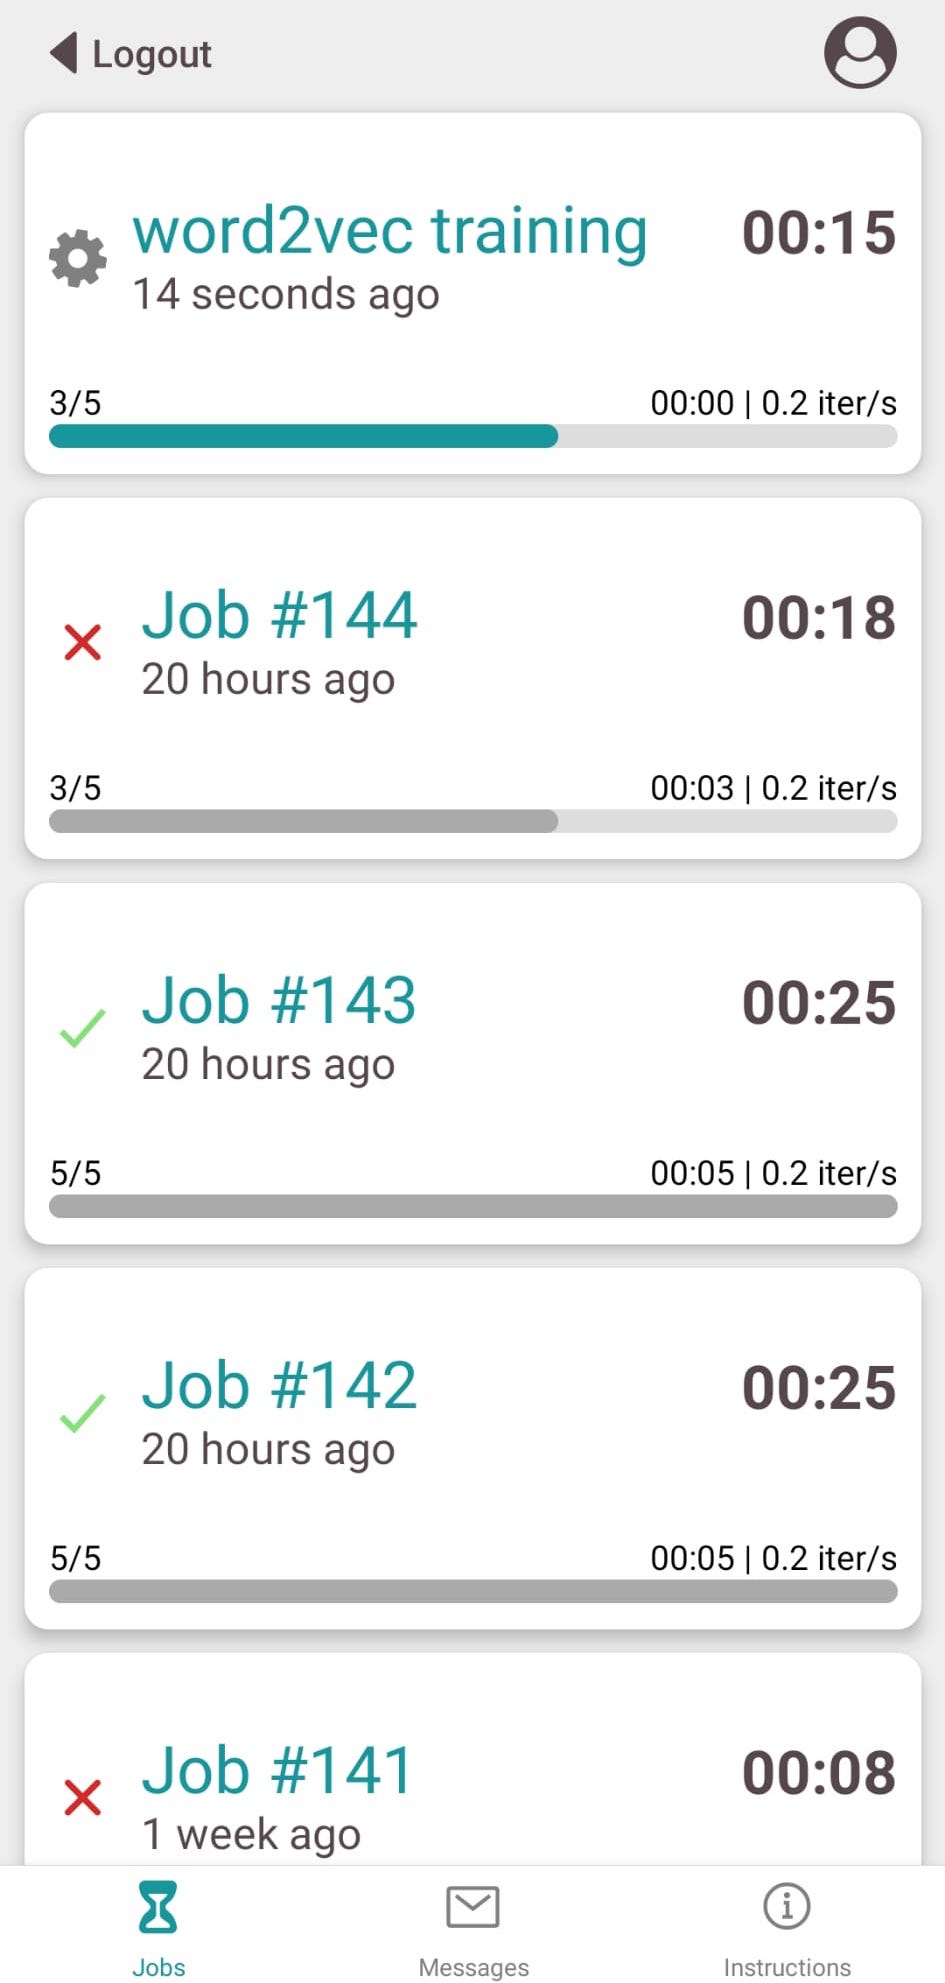 Logout
word2vec training 00:15
14 seconds ago
3/5 00:00 | 0.2 iter/s
Job #144 00:18
20 hours ago
3/5 00:03 | 0.2 iter/s
Job #143 00:25
20 hours ago
5/5 00:05 | 0.2 iter/s
Job #142 00:25
20 hours ago
5/5 00:05 | 0.2 iter/s
Job #141 00:08
1 week ago
Jobs Messages Instructions